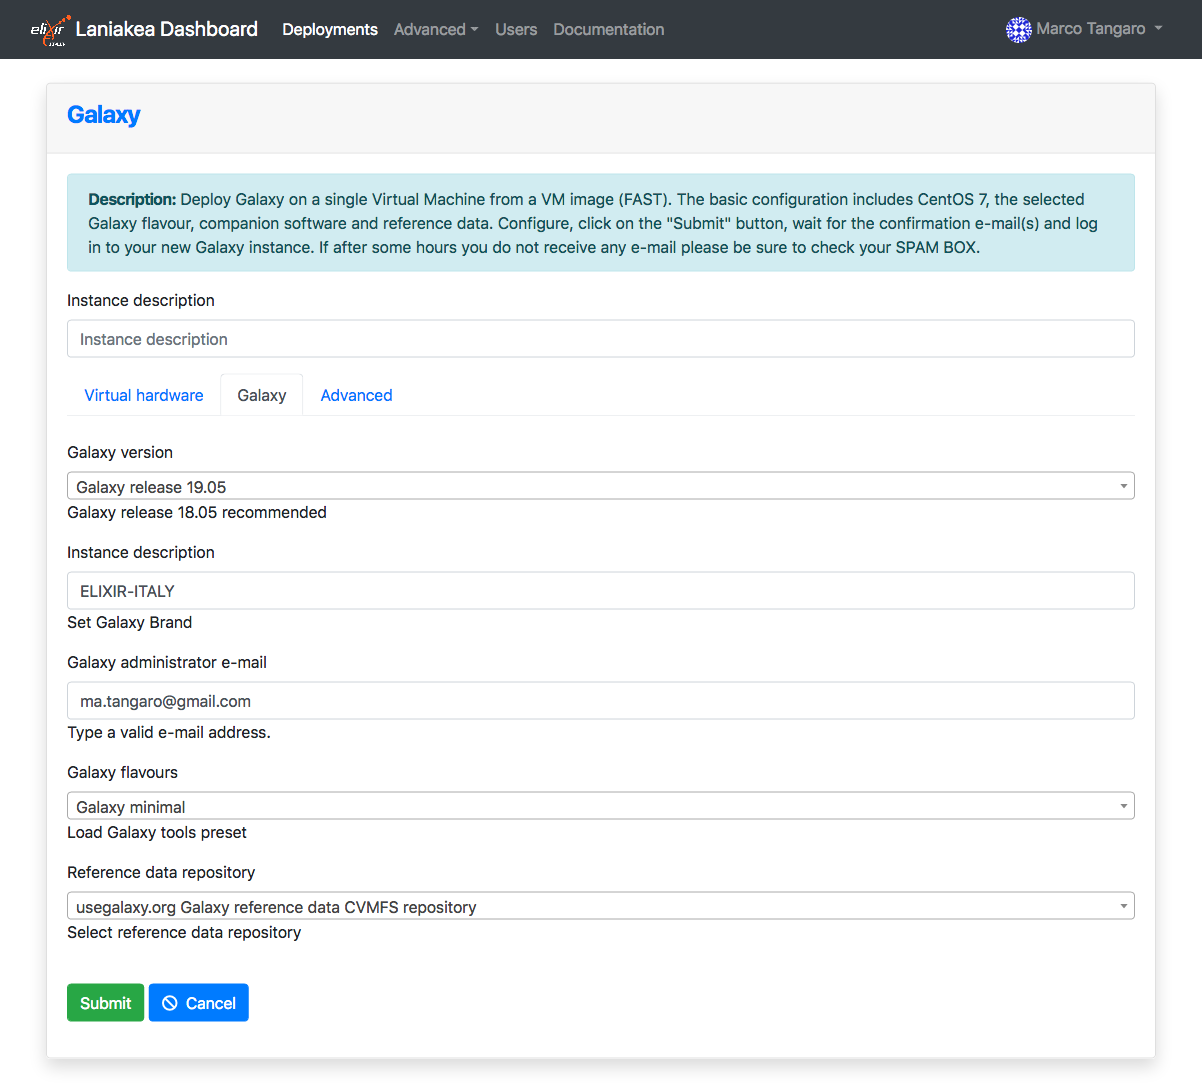 elixir
ITALY
Laniakea Dashboard Deployments Advanced Users Documentation Marco Tangaro
Galaxy
Description: Deploy Galaxy on a single Virtual Machine from a VM image (FAST). The basic configuration includes CentOS 7, the selected
Galaxy flavour, companion software and reference data. Configure, click on the "Submit" button, wait for the confirmation e-mail(s) and log
in to your new Galaxy instance. If after some hours you do not receive any e-mail please be sure to check your SPAM BOX.
Instance description
Instance description
Virtual hardware Galaxy Advanced
Galaxy version
Galaxy release 19.05
Galaxy release 18.05 recommended
Instance description
ELIXIR-ITALY
Set Galaxy Brand
Galaxy administrator e-mail
ma.tangaro@gmail.com
Type a valid e-mail address.
Galaxy flavours
Galaxy minimal
Load Galaxy tools preset
Reference data repository
usegalaxy.org Galaxy reference data CVMFS repository
Select reference data repository
Submit Cancel